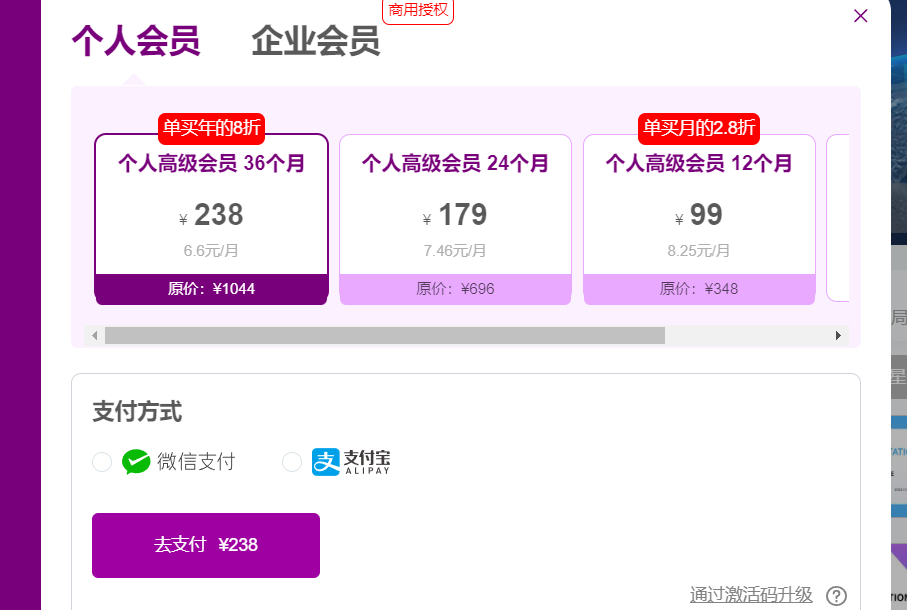 商用授权
个人会员 企业会员
单买年的8折
个人高级会员 36个月
¥ 238
6.6元/月
原价：¥1044
个人高级会员 24个月
¥ 179
7.46元/月
原价：¥696
单买月的2.8折
个人高级会员 12个月
¥ 99
8.25元/月
原价：¥348
支付方式
微信支付
支 支付宝
ALIPAY
去支付 ¥238
通过激活码升级 ?
局
星